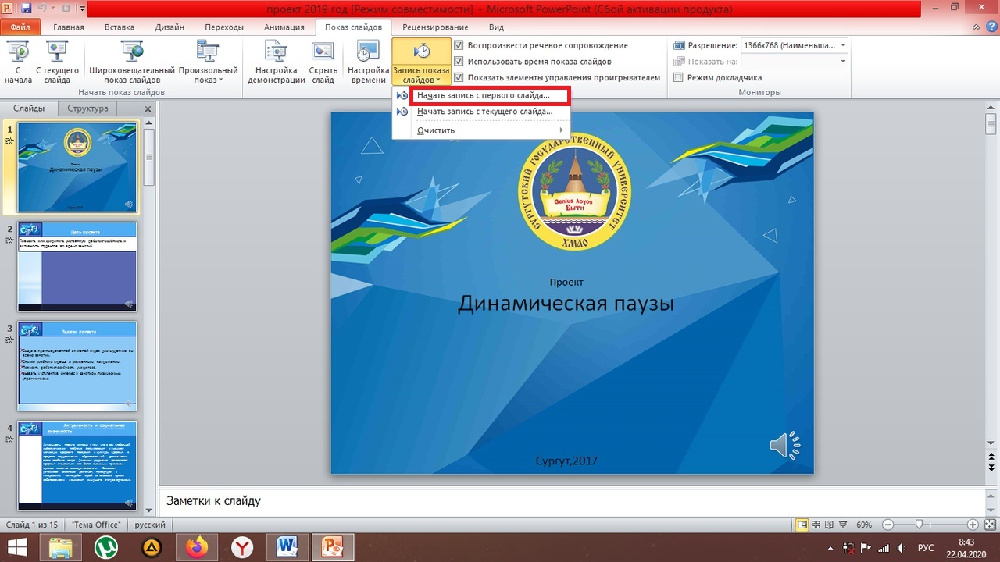 проект 2019 год [Режим совместимости] - Microsoft PowerPoint (Сбой активации продукта)
Файл Главная Вставка Дизайн Переходы Анимация Показ слайдов Рецензирование Вид
С начала
С текущего слайда
Широковещательный показ слайдов
Произвольный показ
Начать показ слайдов
Настройка демонстрации
Скрыть слайд
Настройка времени
Запись показа слайдов
Воспроизвести речевое сопровождение
Использовать время показа слайдов
Показать элементы управления проигрывателем
Разрешение: 1366x768 (Наименьша...
Показать на:
Режим докладчика
Мониторы
Начать запись с первого слайда...
Начать запись с текущего слайда...
Очистить
Слайды Структура
1
Проект
Динамическая паузы
Сургут,2017
2
Цель проекта
Повысить или сохранить умственную работоспособность и
активность студентов во время занятий
3
Задачи проекта
Создать кратковременный активный отдых для студентов во
время занятий.
Снятие учебного стресса и умственного напряжения.
Повысить работоспособность учащегося.
Вызвать у студентов интерес к занятиям физическими
упражнениями
4
Актуальность и социальная
значимость
СУРГУТСКИЙ ГОСУДАРСТВЕННЫЙ УНИВЕРСИТЕТ
Genius λογος
Бытн
ХМАО
Проект
Динамическая паузы
Сургут,2017
Заметки к слайду
Слайд 1 из 15 "Тема Office" русский 69%
РУС
8:43
22.04.2020